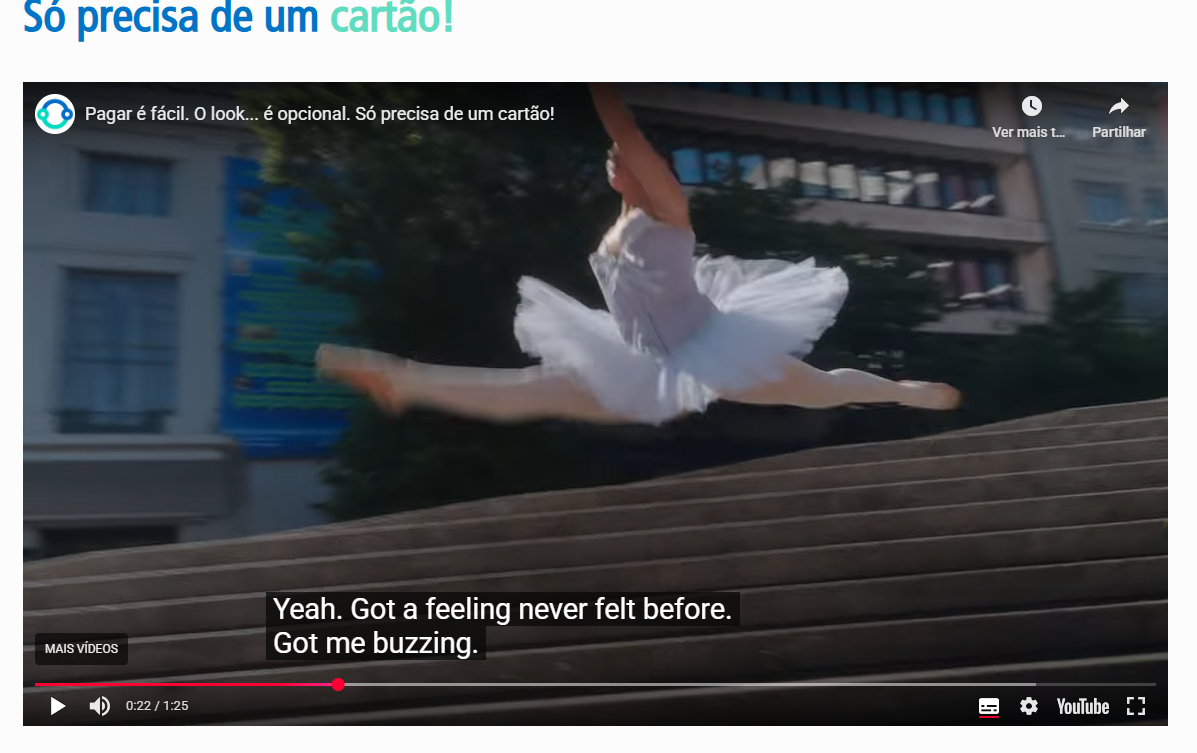 Só precisa de um cartão!
Pagar é fácil. O look... é opcional. Só precisa de um cartão!
Ver mais t...
Partilhar
Yeah. Got a feeling never felt before.
Got me buzzing.
MAIS VÍDEOS
0:22 / 1:25
YouTube